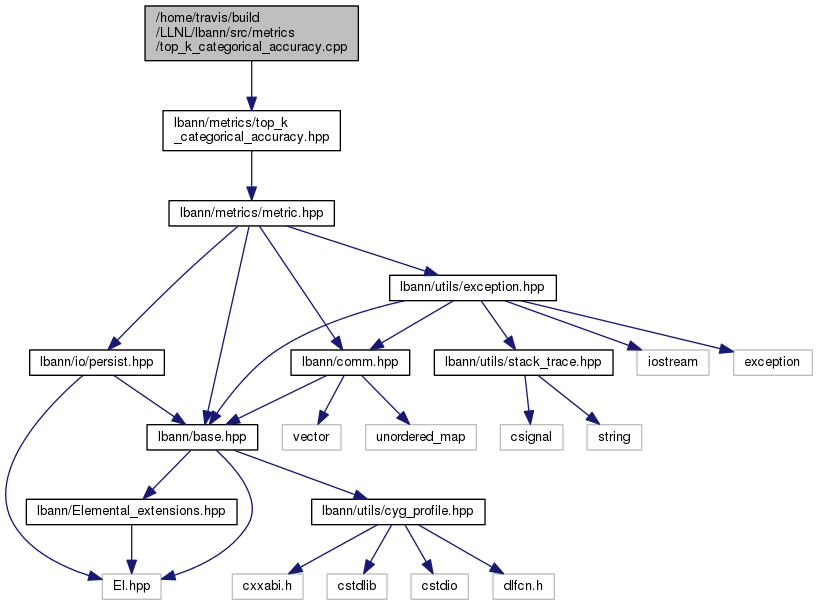 /home/travis/build
/LLNL/lbann/src/metrics
/top_k_categorical_accuracy.cpp
lbann/metrics/top_k
_categorical_accuracy.hpp
lbann/metrics/metric.hpp
lbann/utils/exception.hpp
lbann/io/persist.hpp
lbann/comm.hpp
lbann/utils/stack_trace.hpp
iostream
exception
lbann/base.hpp
vector
unordered_map
csignal
string
lbann/Elemental_extensions.hpp
lbann/utils/cyg_profile.hpp
El.hpp
cxxabi.h
cstdlib
cstdio
dlfcn.h